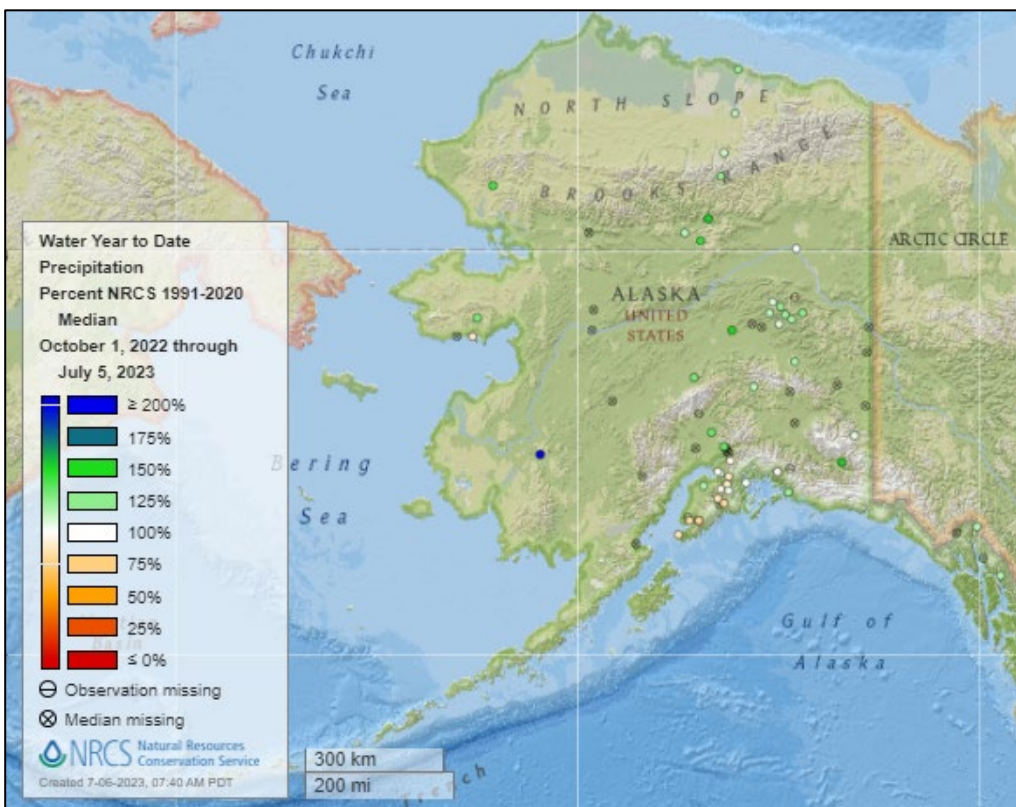 Chukchi
Sea
NORTH SLOPE
BROOKS RANGE
ARCTIC CIRCLE
ALASKA
UNITED
STATES
Bering
Sea
Gulf of
Alaska
Water Year to Date
Precipitation
Percent NRCS 1991-2020
Median
October 1, 2022 through
July 5, 2023
≥ 200%
175%
150%
125%
100%
75%
50%
25%
≤ 0%
Basin
Observation missing
Median missing
NRCS Natural Resources
Conservation Service
Created 7-06-2023, 07:40 AM PDT
300 km
200 mi